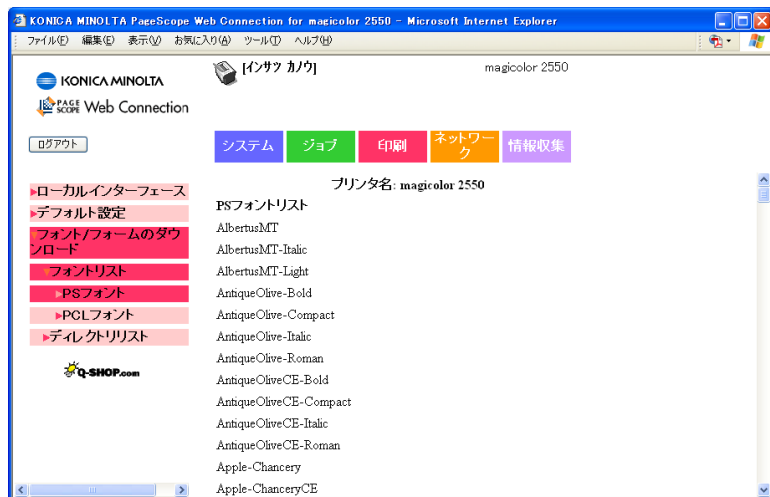 KONICA MINOLTA PageScope Web Connection for magicolor 2550 - Microsoft Internet Explorer
ファイル(F) 編集(E) 表示(V) お気に入り(A) ツール(T) ヘルプ(H)
KONICA MINOLTA
[インサツ カノウ]
magicolor 2550
PAGE SCOPE Web Connection
ログアウト
システム
ジョブ
印刷
ネットワー
ク
情報収集
▶ローカルインターフェース
▶デフォルト設定
▼フォント/フォームのダウ
ンロード
▼フォントリスト
▶PSフォント
▶PCLフォント
▶ディレクトリリスト
Q-SHOP.com
プリンタ名: magicolor 2550
PSフォントリスト
AlbertusMT
AlbertusMT-Italic
AlbertusMT-Light
AntiqueOlive-Bold
AntiqueOlive-Compact
AntiqueOlive-Italic
AntiqueOlive-Roman
AntiqueOliveCE-Bold
AntiqueOliveCE-Compact
AntiqueOliveCE-Italic
AntiqueOliveCE-Roman
Apple-Chancery
Apple-ChanceryCE